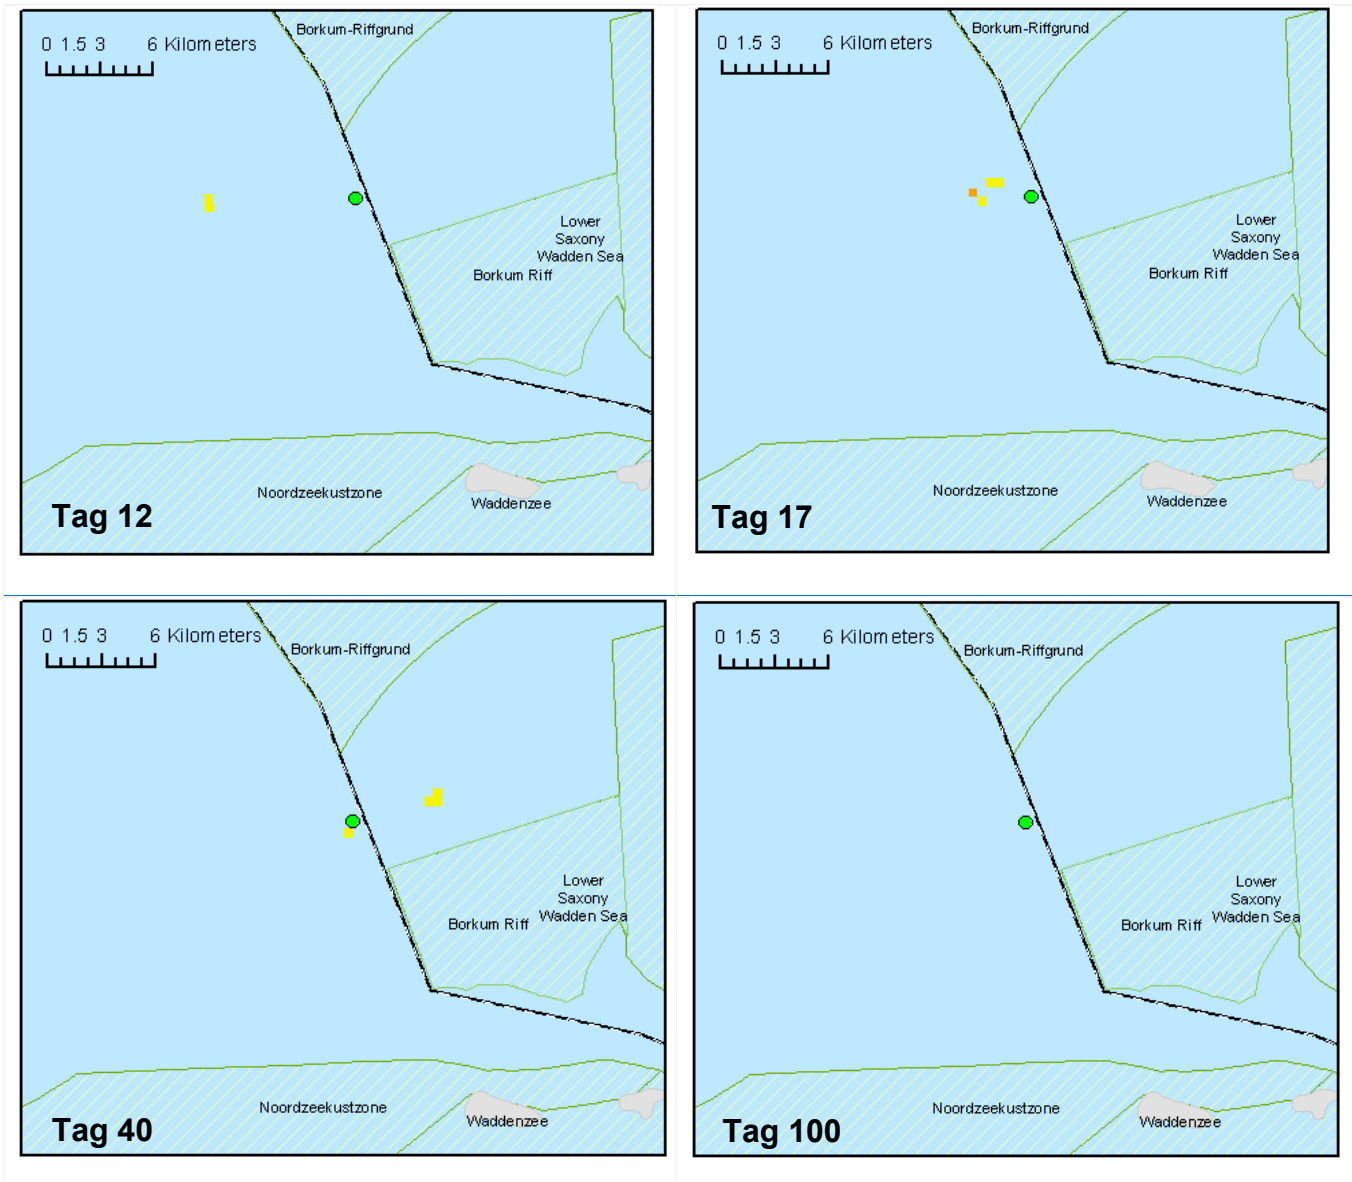 Borkum-Riffgrund
0 1.5 3 6 Kilometers
Lower
Saxony
Wadden Sea
Borkum Riff
Noordzeekustzone
Waddenzee
Tag 12
Borkum-Riffgrund
0 1.5 3 6 Kilometers
Lower
Saxony
Wadden Sea
Borkum Riff
Noordzeekustzone
Waddenzee
Tag 17
0 1.5 3 6 Kilometers
Borkum-Riffgrund
Lower
Saxony
Wadden Sea
Borkum Riff
Noordzeekustzone
Waddenzee
Tag 40
0 1.5 3 6 Kilometers
Borkum-Riffgrund
Lower
Saxony
Wadden Sea
Borkum Riff
Noordzeekustzone
Waddenzee
Tag 100